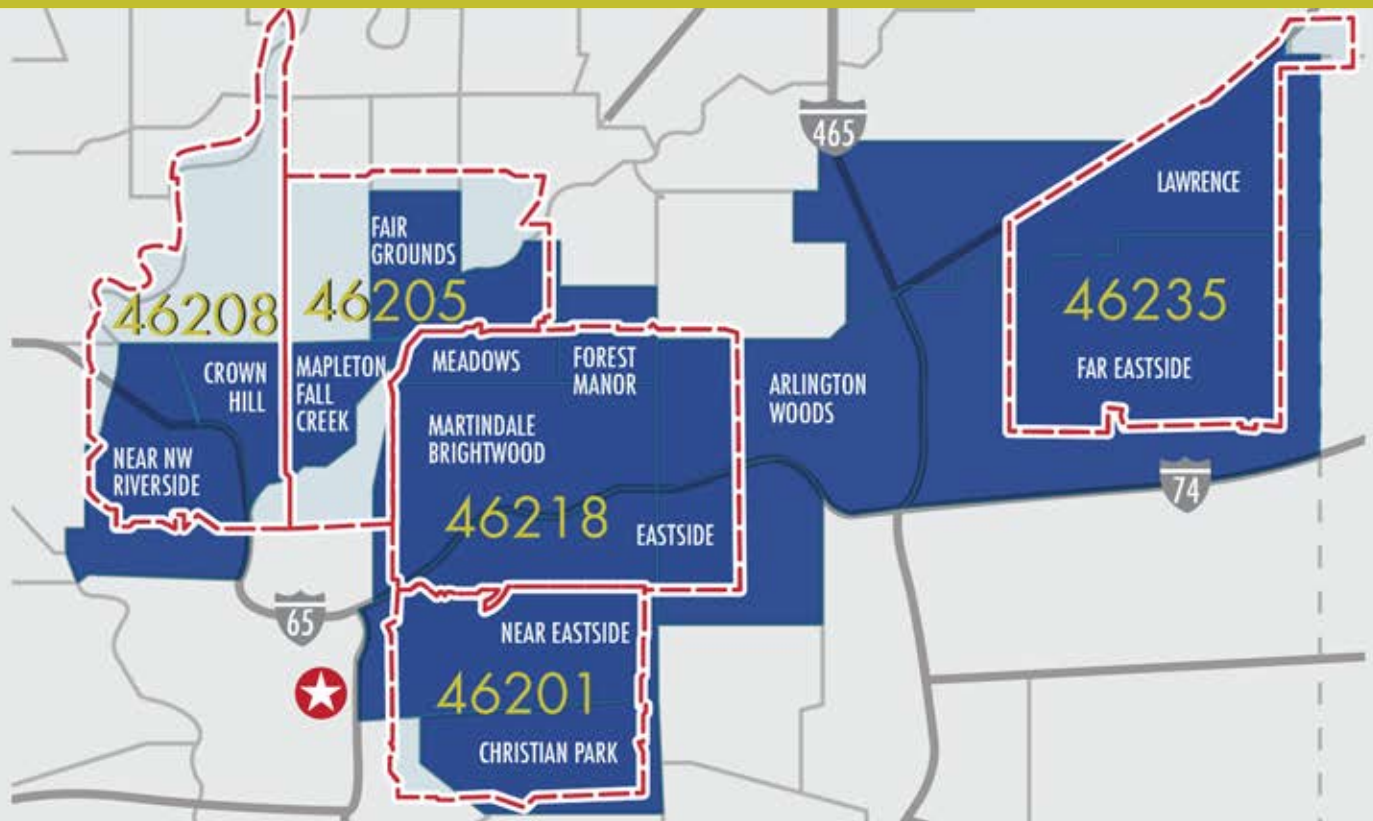 465
LAWRENCE
FAIR
GROUNDS
46208
46205
46235
CROWN
HILL
MAPLETON
FALL
CREEK
MEADOWS
FOREST
MANOR
ARLINGTON
WOODS
FAR EASTSIDE
MARTINDALE
BRIGHTWOOD
NEAR NW
RIVERSIDE
74
46218
EASTSIDE
65
NEAR EASTSIDE
46201
CHRISTIAN PARK